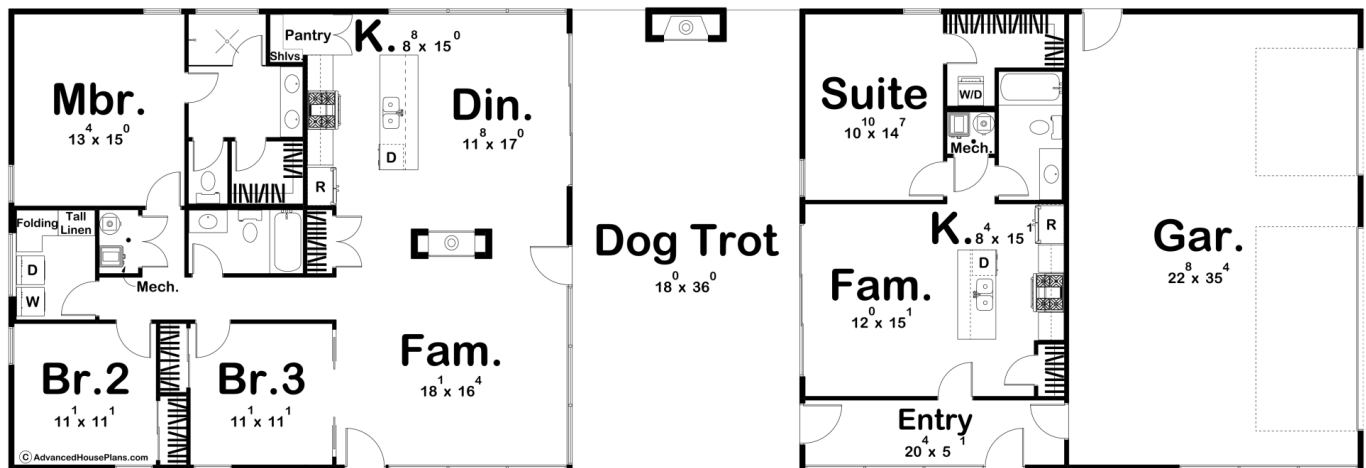 Mbr.
13⁴ x 15⁰
Pantry
Shlvs.
K. 8⁸ x 15⁰
Din.
11⁸ x 17⁰
D
R
Folding
Tall
Linen
D
W
Mech.
Br.2
11¹ x 11¹
Br.3
11¹ x 11¹
Fam.
18¹ x 16⁴
© AdvancedHousePlans.com
Dog Trot
18⁰ x 36⁰
Suite
10¹⁰ x 14⁷
W/D
Mech.
K. 8⁴ x 15¹
R
D
Fam.
12⁰ x 15¹
Entry
20⁴ x 5¹
Gar.
22⁸ x 35⁴